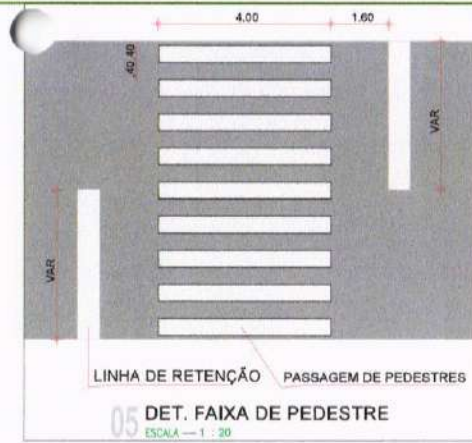 4.00
1.60
.40 .40
VAR
VAR
LINHA DE RETENÇÃO
PASSAGEM DE PEDESTRES
05 DET. FAIXA DE PEDESTRE
ESCALA — 1 : 20